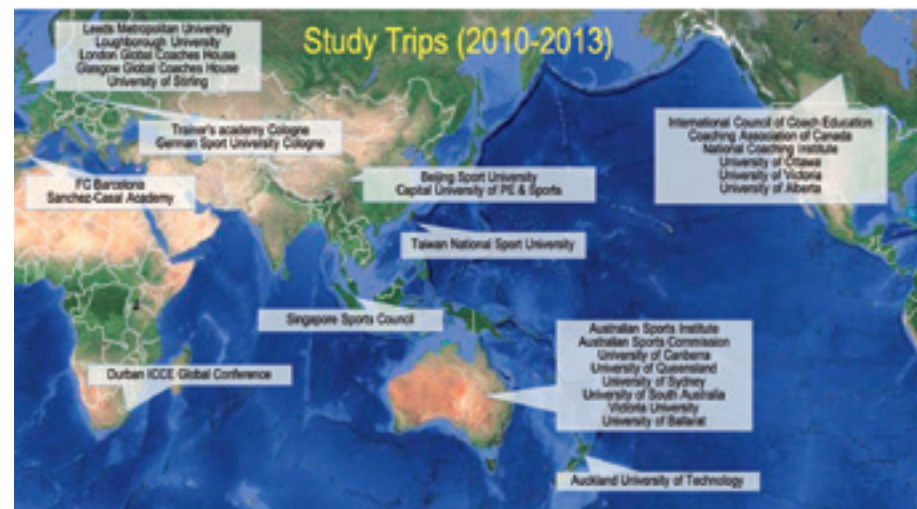 Study Trips (2010-2013)
Leeds Metropolitan University
Loughborough University
London Global Coaches House
Glasgow Global Coaches House
University of Stirling
Trainer's academy Cologne
German Sport University Cologne
FC Barcelona
Sanchez-Casal Academy
Beijing Sport University
Capital University of PE & Sports
Taiwan National Sport University
International Council of Coach Education
Coaching Association of Canada
National Coaching Institute
University of Ottawa
University of Victoria
University of Alberta
Singapore Sports Council
Durban ICCE Global Conference
Australian Sports Institute
Australian Sports Commission
University of Canberra
University of Queensland
University of Sydney
University of South Australia
Victoria University
University of Ballarat
Auckland University of Technology